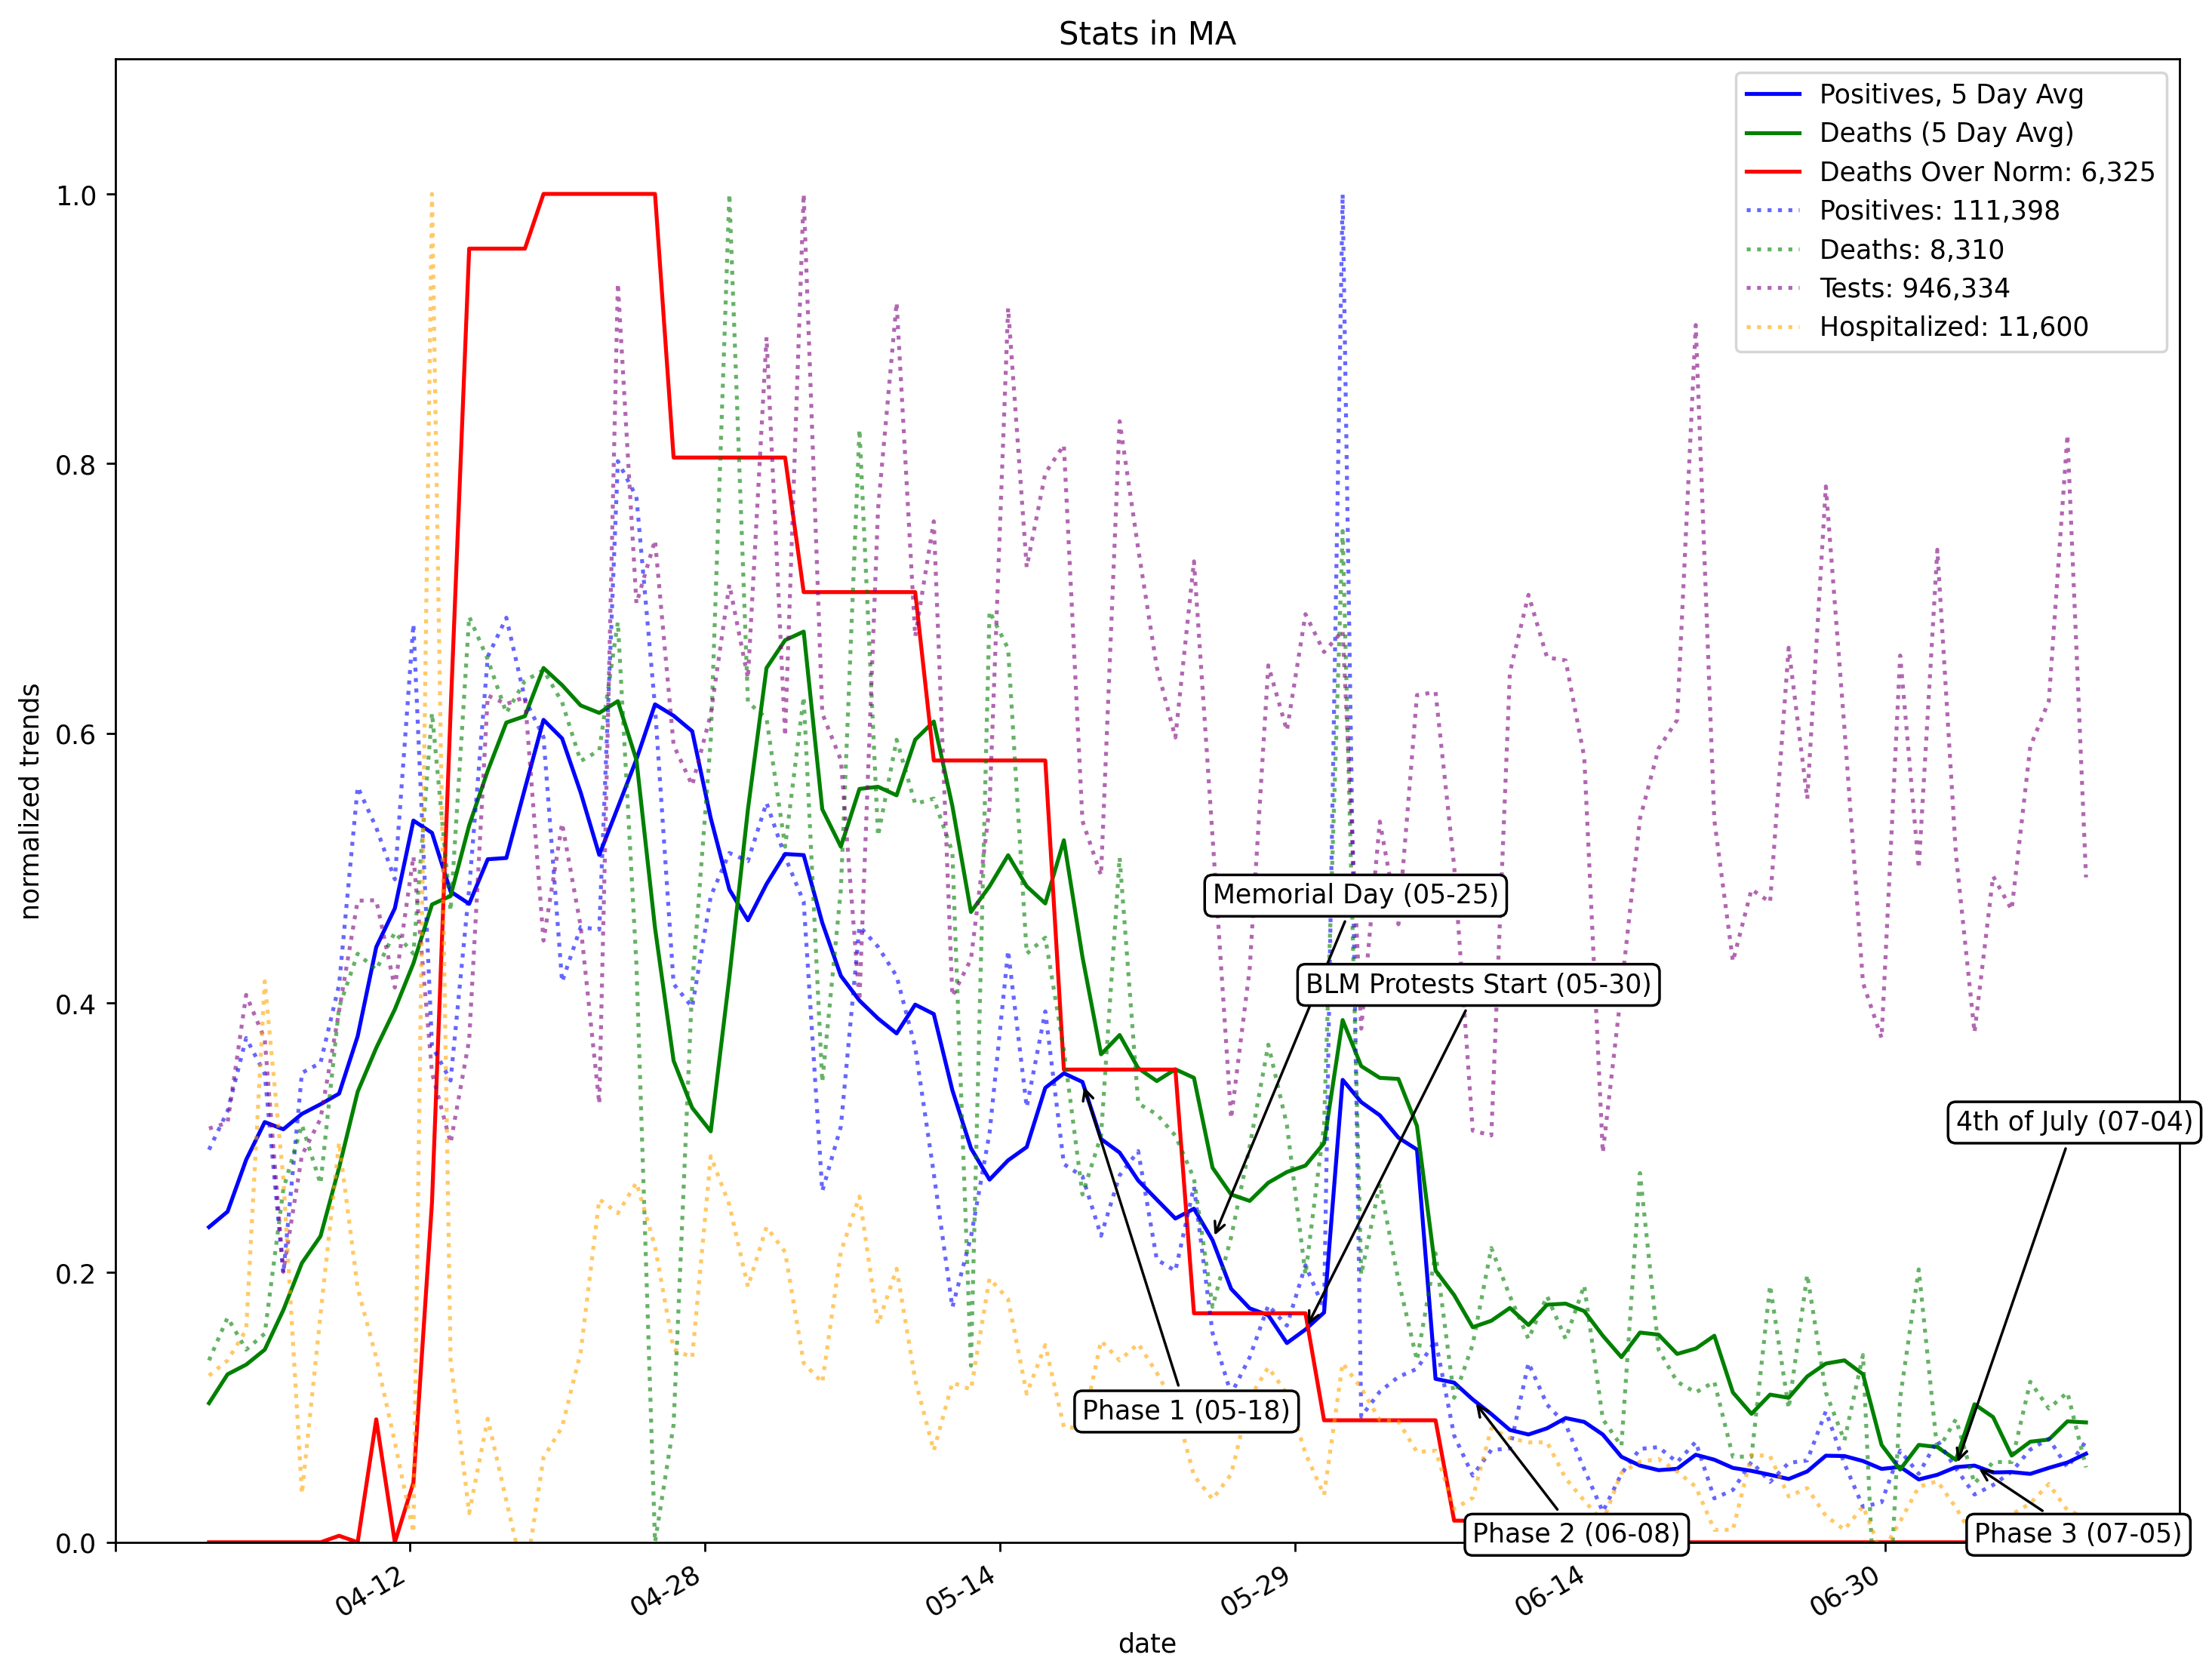 Stats in MA
Positives, 5 Day Avg
Deaths (5 Day Avg)
Deaths Over Norm: 6,325
Positives: 111,398
Deaths: 8,310
Tests: 946,334
Hospitalized: 11,600
1.0
0.8
0.6
0.4
0.2
0.0
normalized trends
Memorial Day (05-25)
BLM Protests Start (05-30)
4th of July (07-04)
Phase 1 (05-18)
Phase 2 (06-08)
Phase 3 (07-05)
04-12
04-28
05-14
05-29
06-14
06-30
date